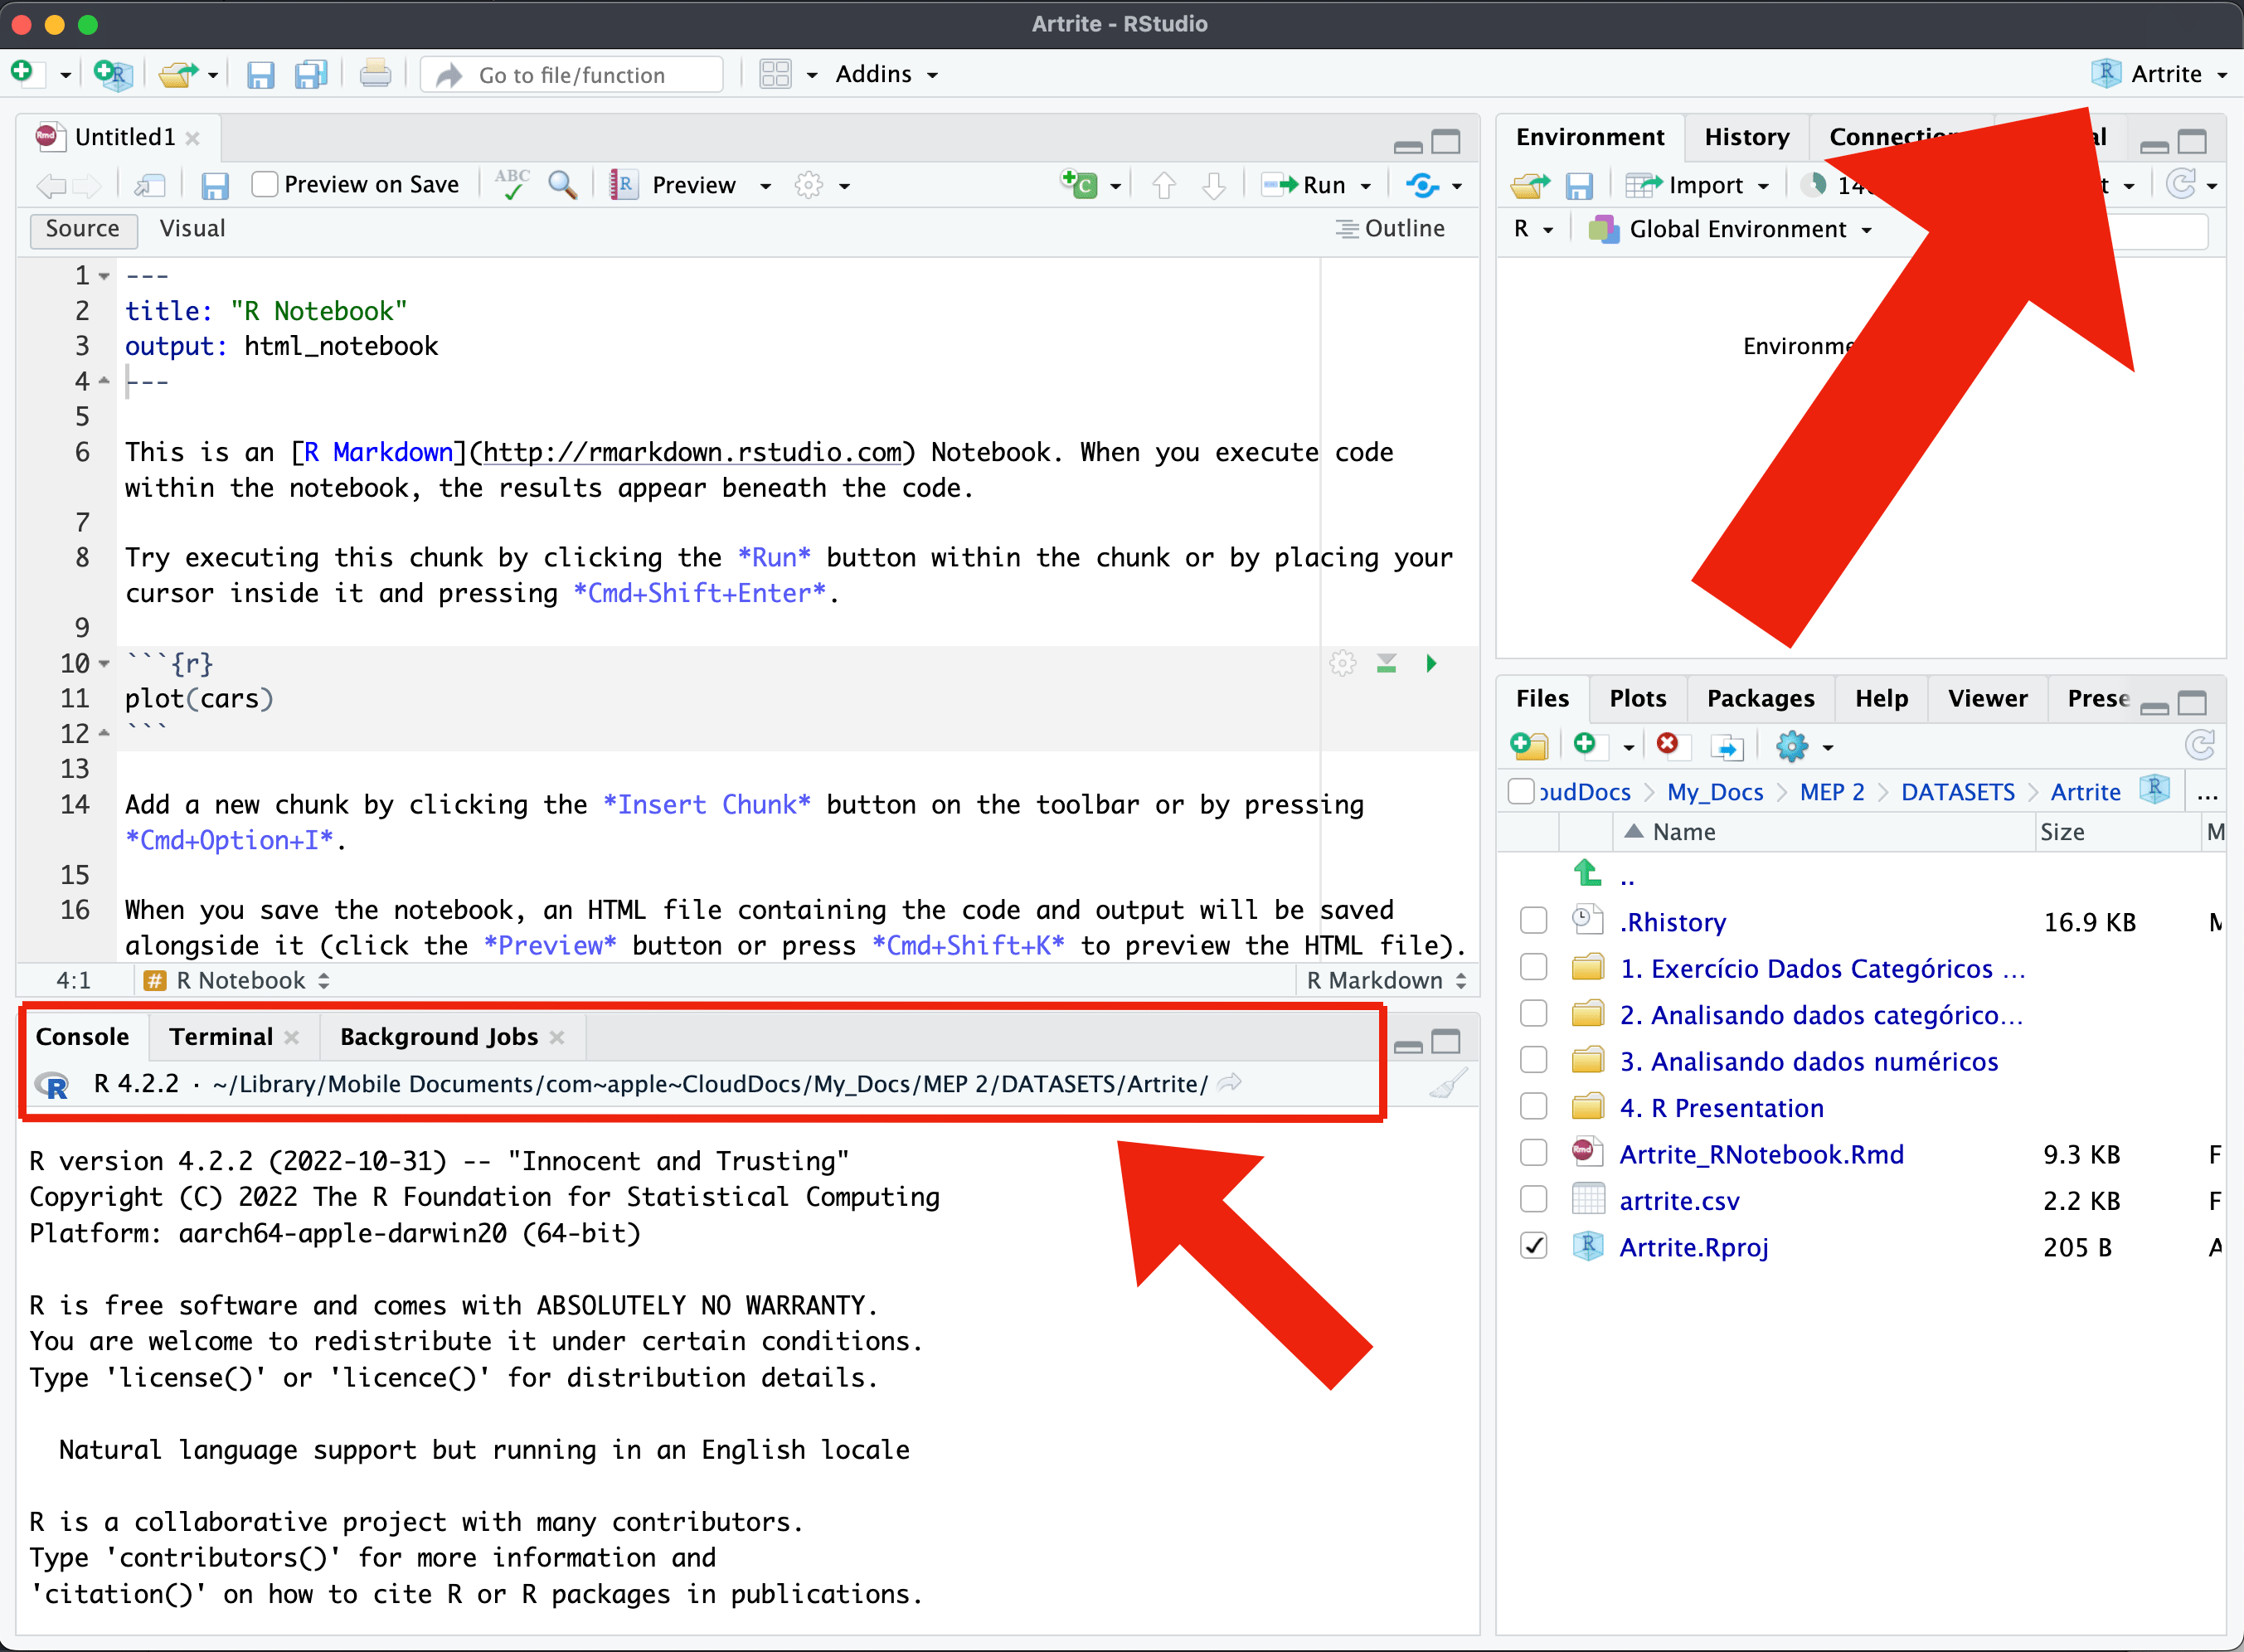 Artrite - RStudio
Go to file/function
Addins
Artrite
Untitled1
Preview on Save
ABC
Preview
Run
Source
Visual
Outline
1
---
2
title: "R Notebook"
3
output: html_notebook
4
---
5
6
This is an [R Markdown](http://rmarkdown.rstudio.com) Notebook. When you execute code
within the notebook, the results appear beneath the code.
7
8
Try executing this chunk by clicking the *Run* button within the chunk or by placing your
cursor inside it and pressing *Cmd+Shift+Enter*.
9
10
```{r}
11
plot(cars)
12
```
13
14
Add a new chunk by clicking the *Insert Chunk* button on the toolbar or by pressing
*Cmd+Option+I*.
15
16
When you save the notebook, an HTML file containing the code and output will be saved
alongside it (click the *Preview* button or press *Cmd+Shift+K* to preview the HTML file).
4:1
# R Notebook
R Markdown
Console
Terminal
Background Jobs
R 4.2.2 · ~/Library/Mobile Documents/com~apple~CloudDocs/My_Docs/MEP 2/DATASETS/Artrite/
R version 4.2.2 (2022-10-31) -- "Innocent and Trusting"
Copyright (C) 2022 The R Foundation for Statistical Computing
Platform: aarch64-apple-darwin20 (64-bit)
R is free software and comes with ABSOLUTELY NO WARRANTY.
You are welcome to redistribute it under certain conditions.
Type 'license()' or 'licence()' for distribution details.
Natural language support but running in an English locale
R is a collaborative project with many contributors.
Type 'contributors()' for more information and
'citation()' on how to cite R or R packages in publications.
Environment
History
Import
R
Global Environment
Files
Plots
Packages
Help
Viewer
Prese
oudDocs
My_Docs
MEP 2
DATASETS
Artrite
...
Name
Size
M
..
.Rhistory
16.9 KB
1. Exercício Dados Categóricos ...
2. Analisando dados categórico...
3. Analisando dados numéricos
4. R Presentation
Artrite_RNotebook.Rmd
9.3 KB
F
artrite.csv
2.2 KB
F
Artrite.Rproj
205 B
A